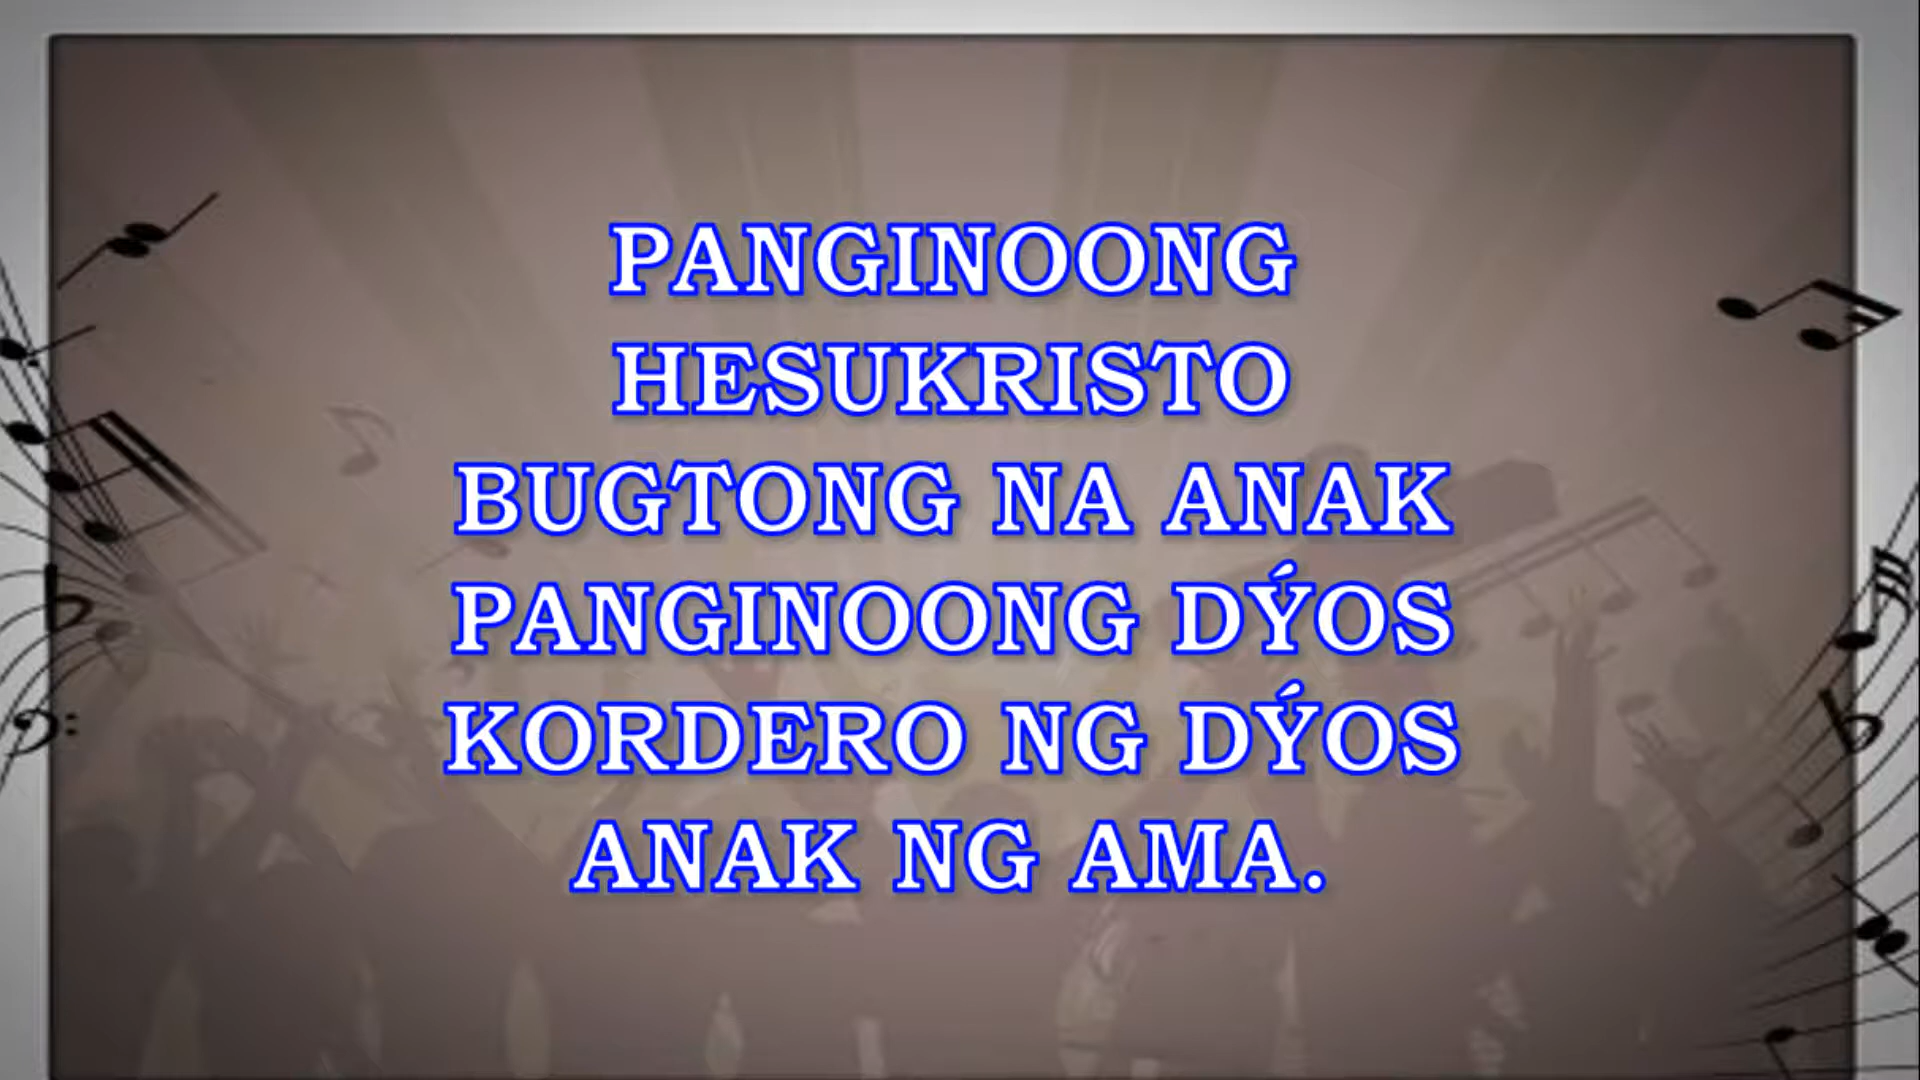 PANGINOONG
HESUKRISTO
BUGTONG NA ANAK
PANGINOONG DÝOS
KORDERO NG DÝOS
ANAK NG AMA.